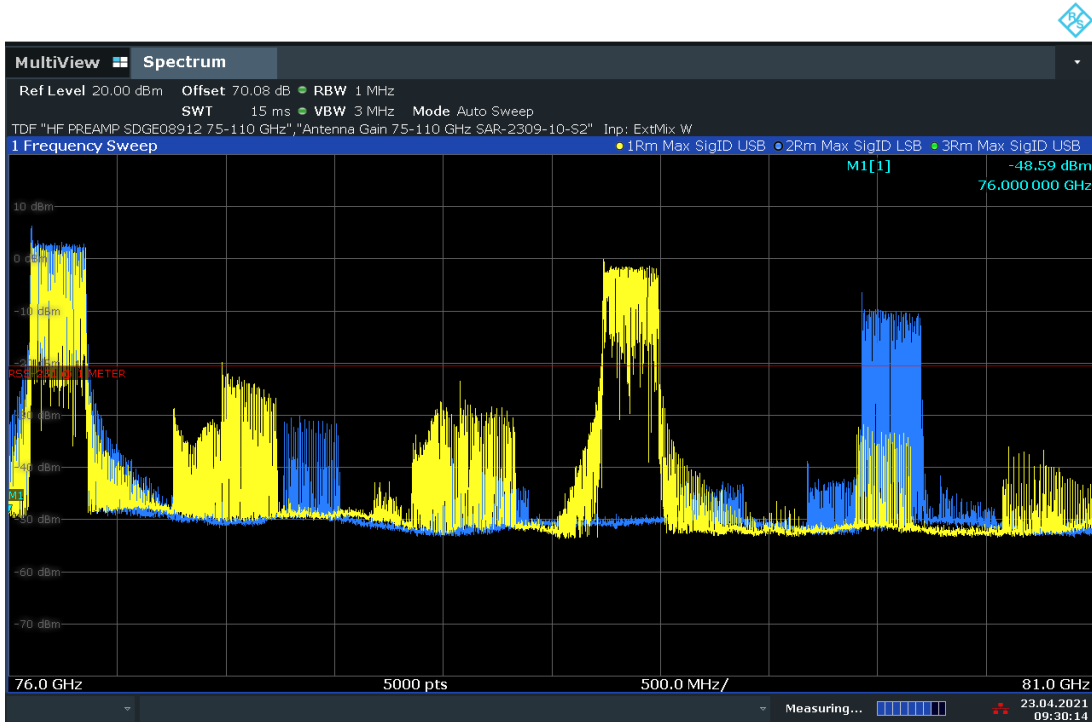 R S
MultiView Spectrum
Ref Level 20.00 dBm Offset 70.08 dB RBW 1 MHz
SWT 15 ms VBW 3 MHz Mode Auto Sweep
TDF "HF PREAMP SDGE08912 75-110 GHz","Antenna Gain 75-110 GHz SAR-2309-10-S2" Inp: ExtMix W
1 Frequency Sweep 1Rm Max SigID USB 2Rm Max SigID LSB 3Rm Max SigID USB
M1[1] -48.59 dBm
76.000 000 GHz
10 dBm
0 dBm
-10 dBm
METER
-40 dBm
M1
-50 dBm
-60 dBm
-70 dBm
76.0 GHz 5000 pts 500.0 MHz/ 81.0 GHz
Measuring... 23.04.2021
09:30:14